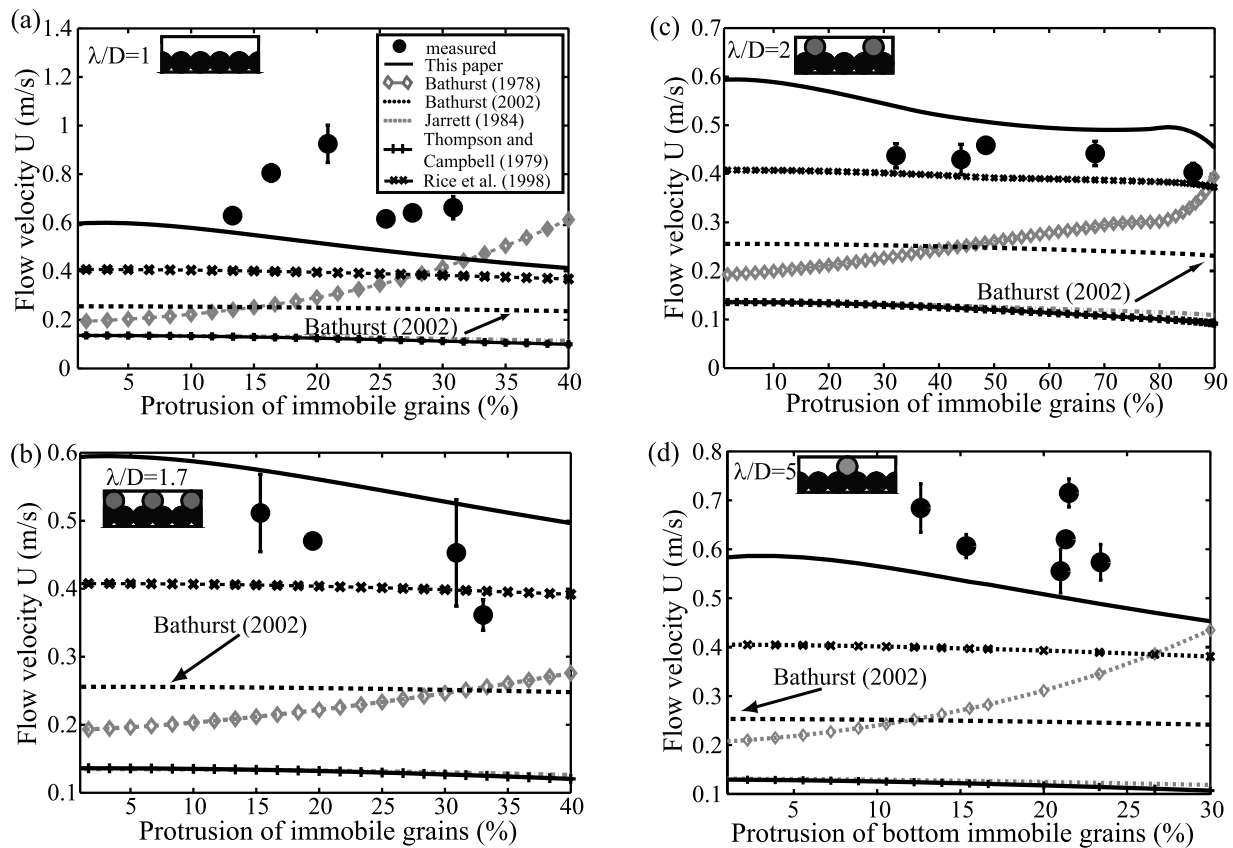 (a)
λ/D=1
measured
This paper
Bathurst (1978)
Bathurst (2002)
Jarrett (1984)
Thompson and
Campbell (1979)
Rice et al. (1998)
Bathurst (2002)
Flow velocity U (m/s)
1.4
1.2
1
0.8
0.6
0.4
0.2
0
5 10 15 20 25 30 35 40
Protrusion of immobile grains (%)
(c)
λ/D=2
Bathurst (2002)
Flow velocity U (m/s)
0.7
0.6
0.5
0.4
0.3
0.2
0.1
0
10 20 30 40 50 60 70 80 90
Protrusion of immobile grains (%)
(b)
λ/D=1.7
Bathurst (2002)
Flow velocity U (m/s)
0.6
0.5
0.4
0.3
0.2
0.1
5 10 15 20 25 30 35 40
Protrusion of immobile grains (%)
(d)
λ/D=5
Bathurst (2002)
Flow velocity U (m/s)
0.8
0.7
0.6
0.5
0.4
0.3
0.2
0.1
5 10 15 20 25 30
Protrusion of bottom immobile grains (%)